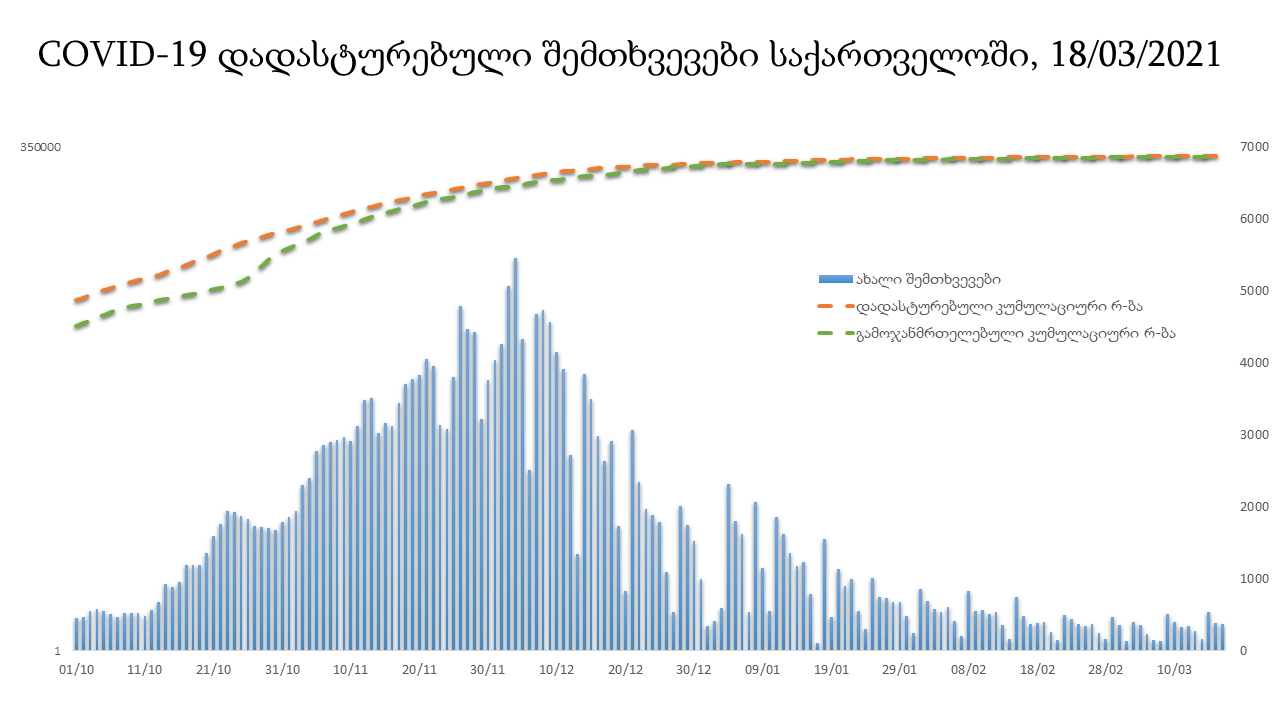 COVID-19 დადასტურებული შემთხვევები საქართველოში, 18/03/2021
350000
7000
6000
ახალი შემთხვევები
5000
დადასტურებული კუმულაციური რ-ბა
გამოჯანმრთელებული კუმულაციური რ-ბა
4000
3000
2000
1000
1
0
01/10 11/10 21/10 31/10 10/11 20/11 30/11 10/12 20/12 30/12 09/01 19/01 29/01 08/02 18/02 28/02 10/03